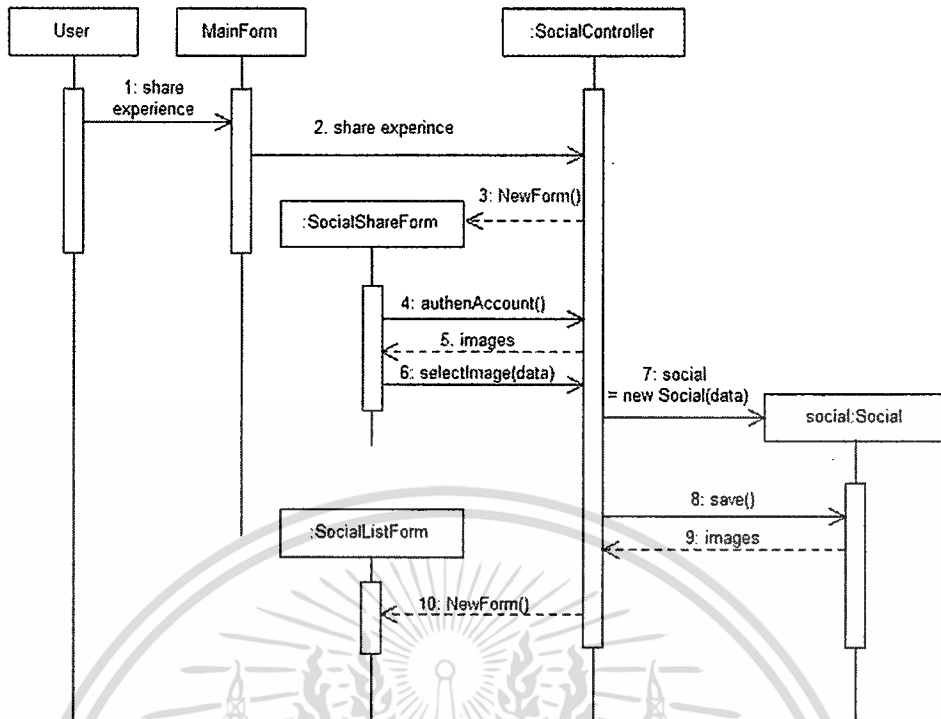 User
MainForm
:SocialController
1: share
experience
2. share experince
3: NewForm()
:SocialShareForm
4: authenAccount()
5. images
6: selectImage(data)
7: social
= new Social(data)
social:Social
8: save()
:SocialListForm
9: images
10: NewForm()